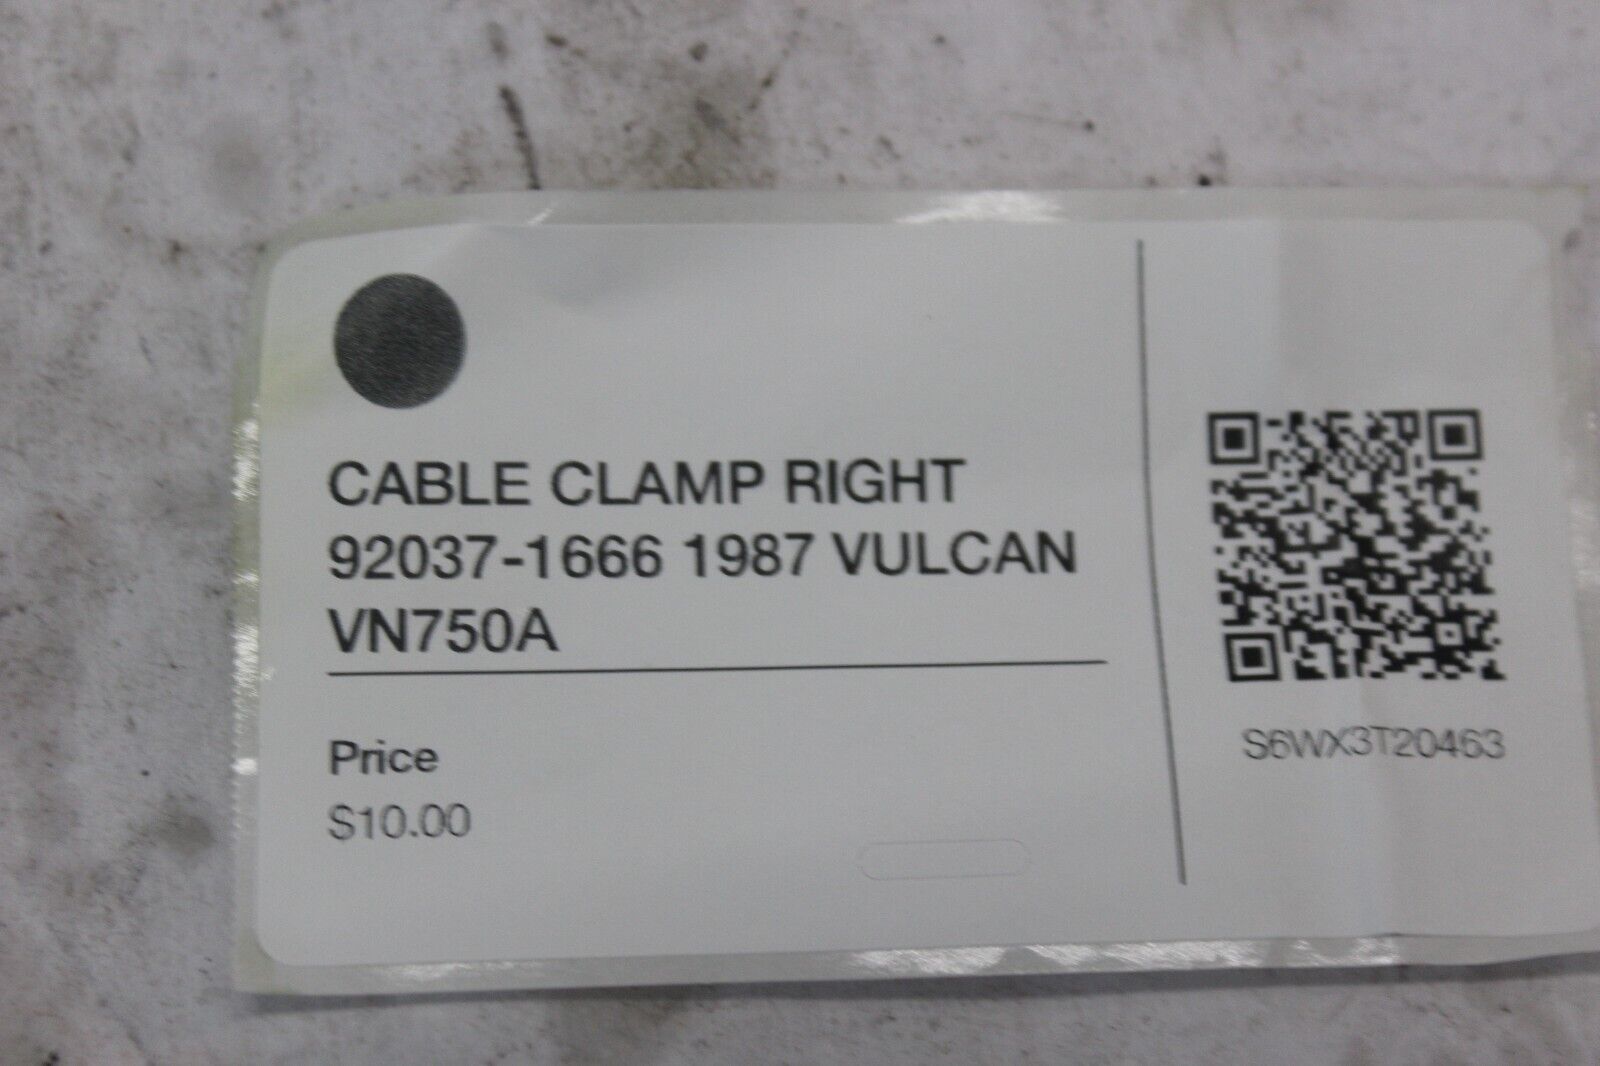 CABLE CLAMP RIGHT
92037-1666 1987 VULCAN
VN750A
Price
$10.00
S6WX3T20463